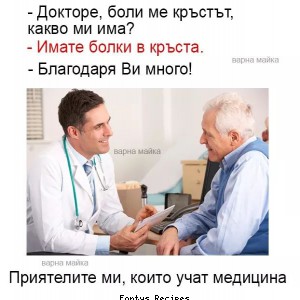 - Докторе, боли ме кръстът,
какво ми има?
- Имате болки в кръста.
варна майка
- Благодаря Ви много!
варна майка
варна майка
Приятелите ми, които учат медицина
Fontys Recipes